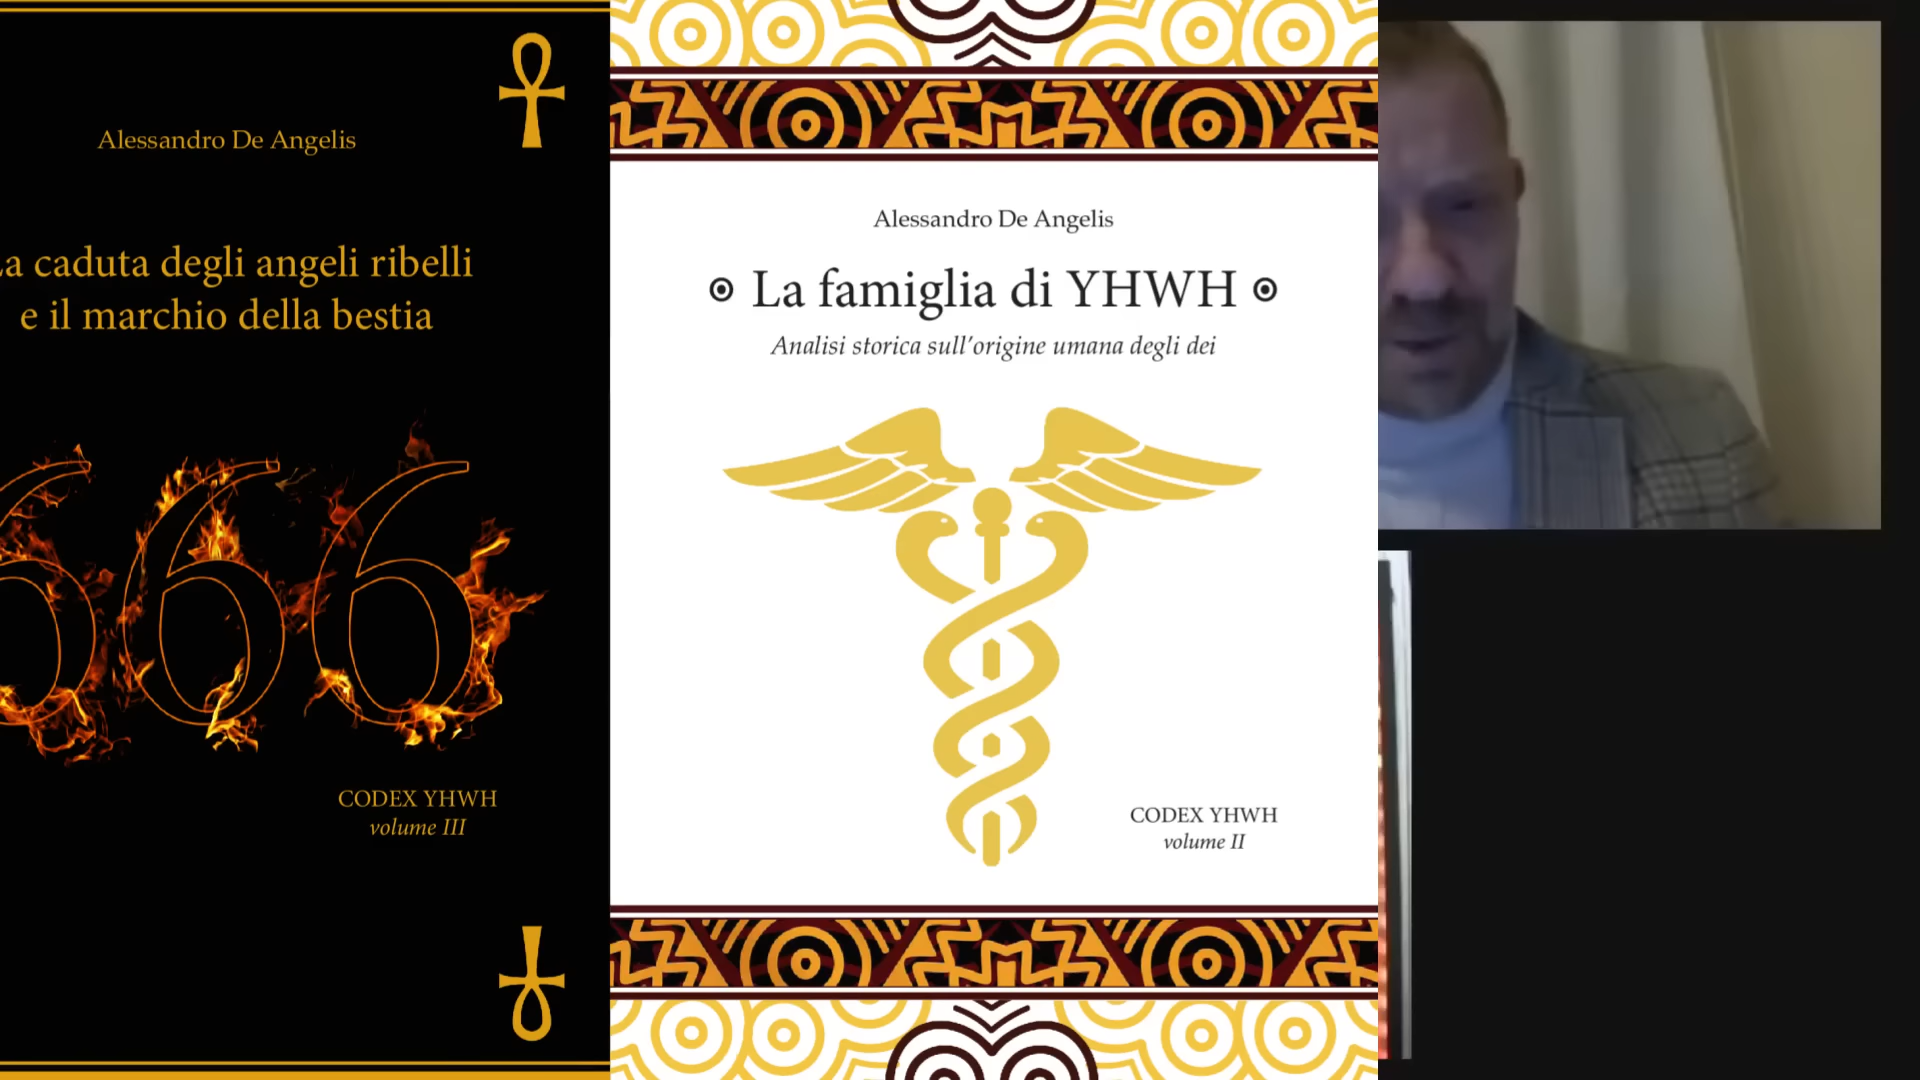 Alessandro De Angelis
La caduta degli angeli ribelli
e il marchio della bestia
666
CODEX YHWH
volume III
Alessandro De Angelis
La famiglia di YHWH
Analisi storica sull'origine umana degli dei
CODEX YHWH
volume II